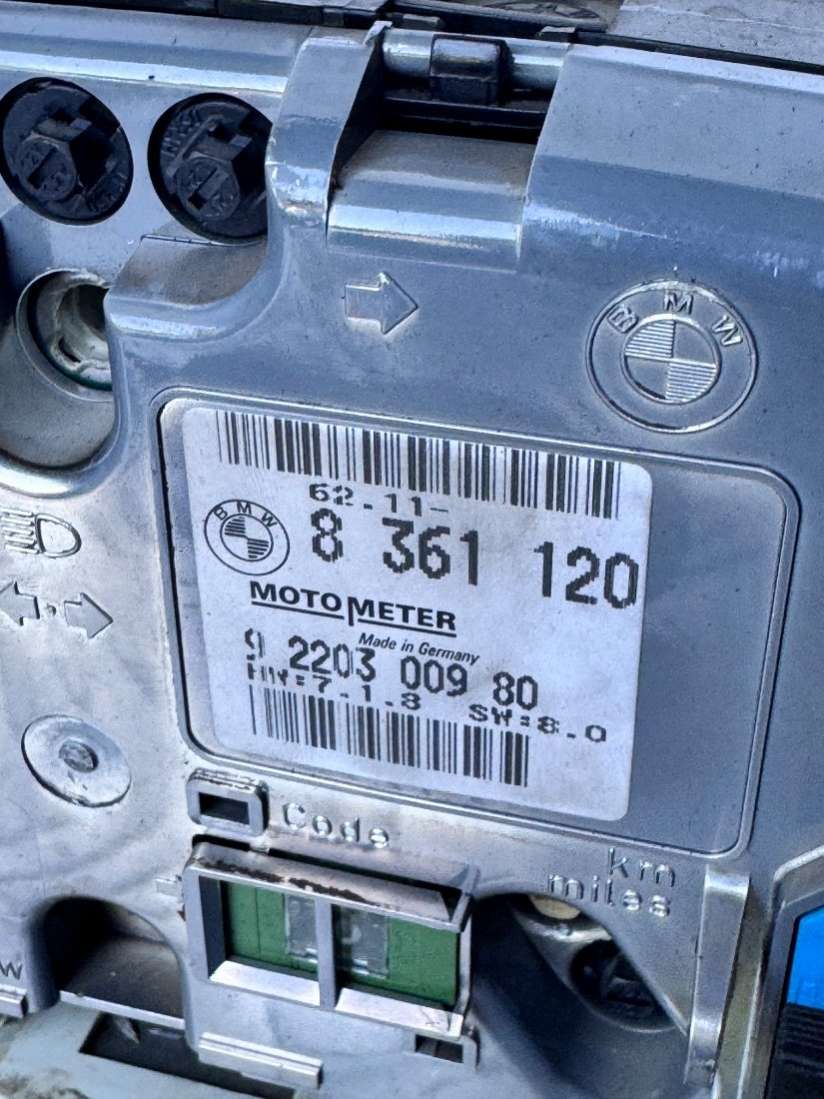 BMW
62.11-
BMW
8 361 120
MOTOMETER
Made in Germany
9 2203 009 80
HW:7-1.8 SW:8.0
Code
km
miles
W